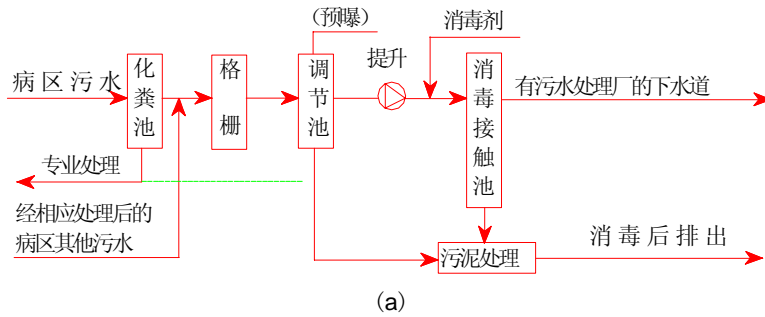 （预曝）
消毒剂
提升
病区污水
化粪池
格栅
调节池
消毒接触池
有污水处理厂的下水道
专业处理
经相应处理后的
病区其他污水
污泥处理
消毒后排出
(a)